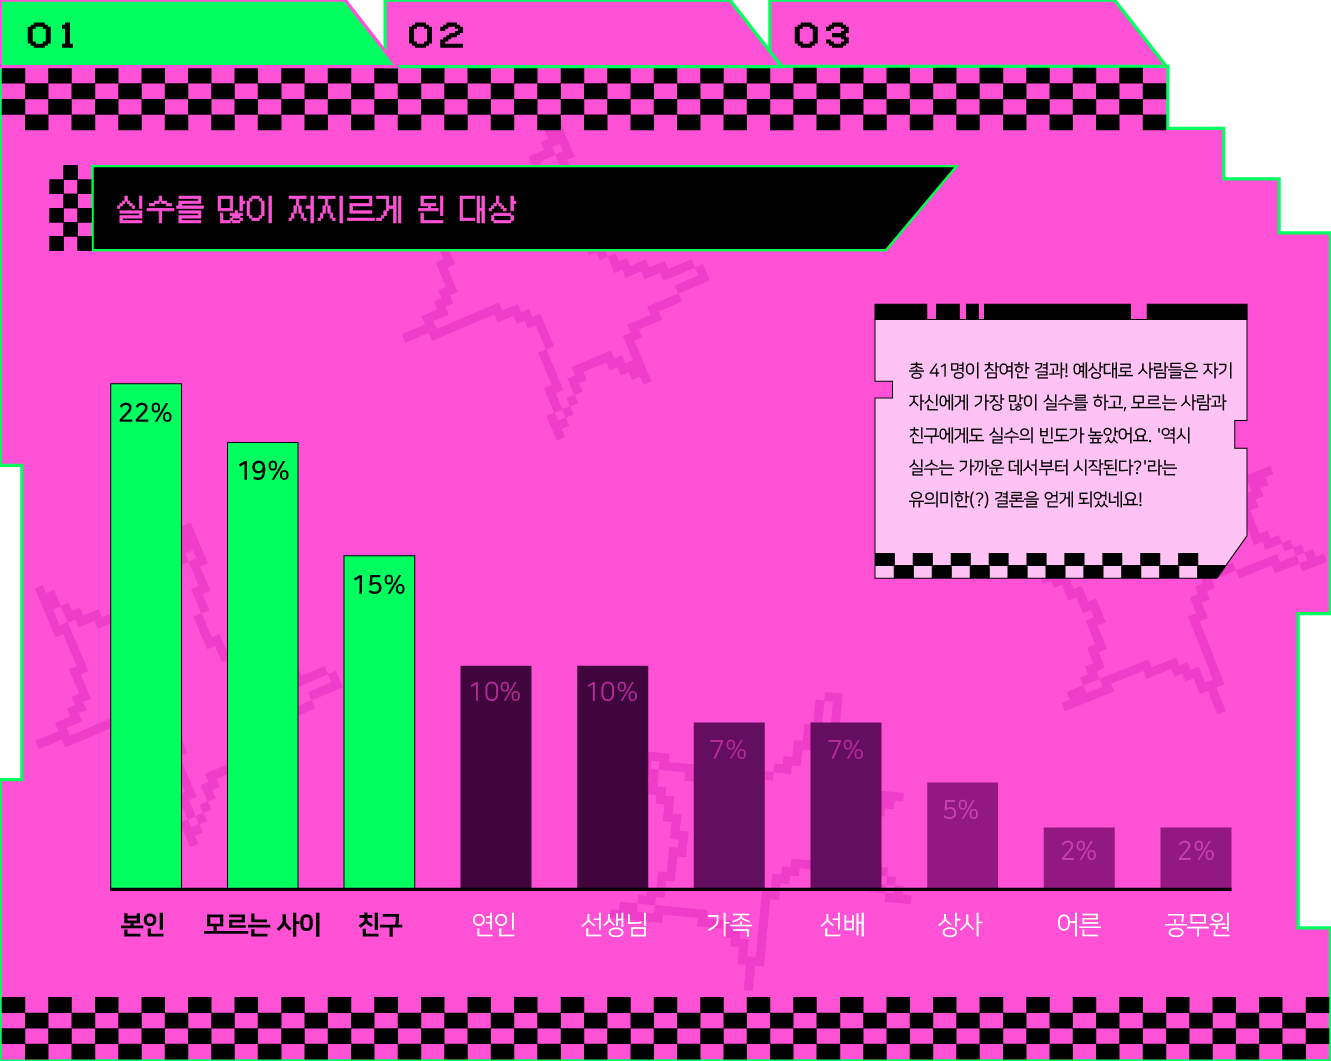 01
02
03
실수를 많이 저지르게 된 대상
총 41명이 참여한 결과! 예상대로 사람들은 자기
자신에게 가장 많이 실수를 하고, 모르는 사람과
친구에게도 실수의 빈도가 높았어요. '역시
실수는 가까운 데서부터 시작된다?'라는
유의미한(?) 결론을 얻게 되었네요!
22%
19%
15%
10%
10%
7%
7%
5%
2%
2%
본인
모르는 사이
친구
연인
선생님
가족
선배
상사
어른
공무원